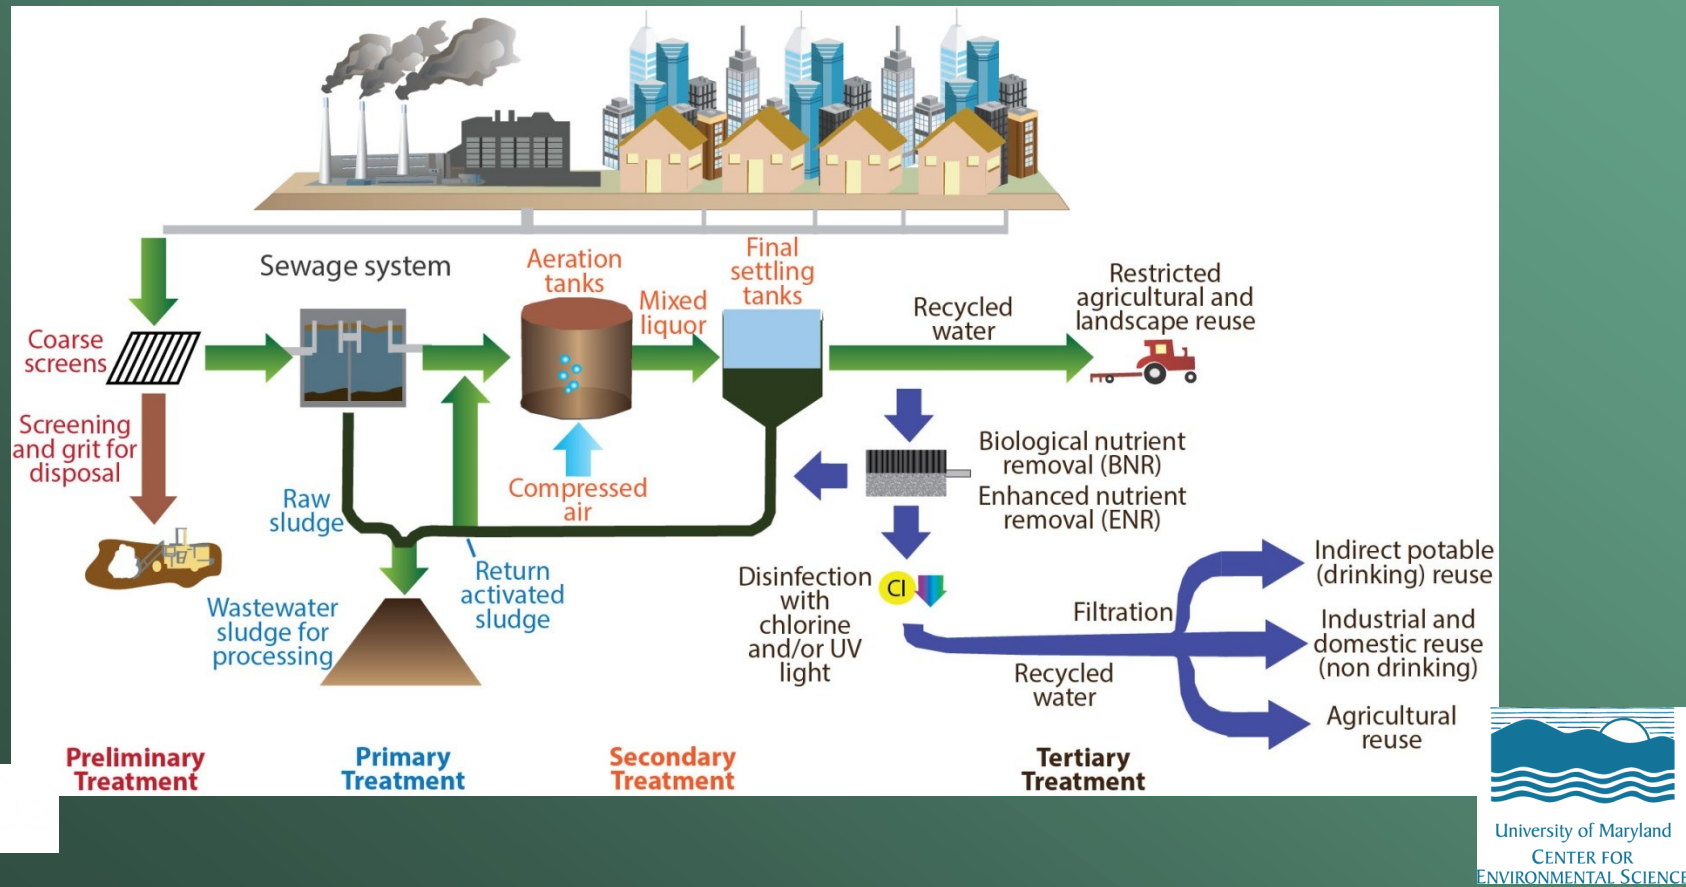 Sewage system
Aeration
tanks
Final
settling
tanks
Mixed
liquor
Recycled
water
Restricted
agricultural and
landscape reuse
Coarse
screens
Screening
and grit for
disposal
Raw
sludge
Compressed
air
Biological nutrient
removal (BNR)
Enhanced nutrient
removal (ENR)
Return
activated
sludge
Wastewater
sludge for
processing
Disinfection
with
chlorine
and/or UV
light
Cl
Filtration
Recycled
water
Indirect potable
(drinking) reuse
Industrial and
domestic reuse
(non drinking)
Agricultural
reuse
Preliminary
Treatment
Primary
Treatment
Secondary
Treatment
Tertiary
Treatment
University of Maryland
CENTER FOR
ENVIRONMENTAL SCIENCE